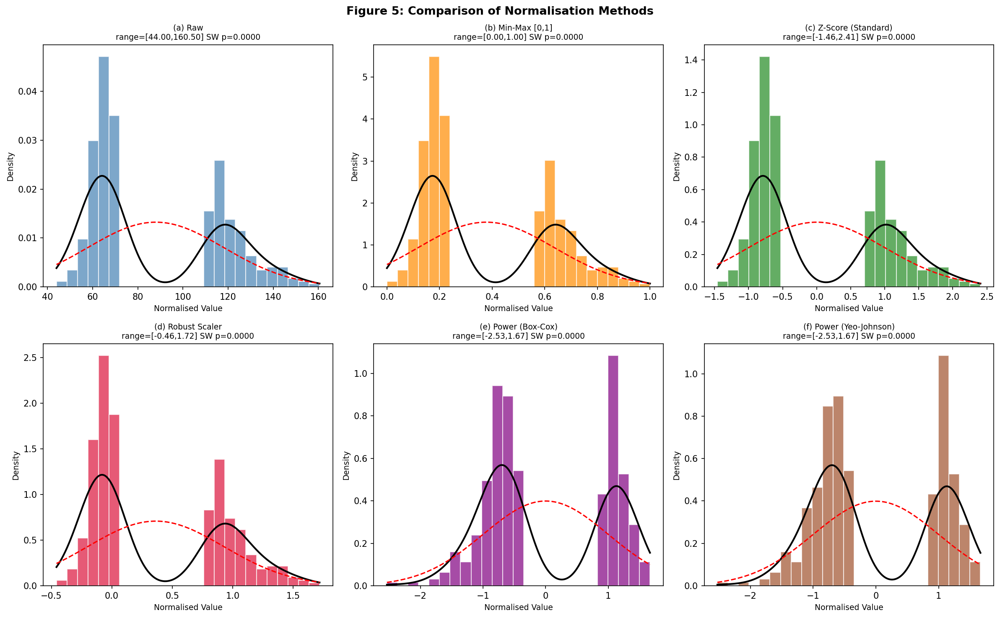 Figure 5: Comparison of Normalisation Methods
(a) Raw
range=[44.00,160.50] SW p=0.0000
Density
0.04
0.03
0.02
0.01
0.00
40 60 80 100 120 140 160
Normalised Value
(b) Min-Max [0,1]
range=[0.00,1.00] SW p=0.0000
Density
5
4
3
2
1
0
0.0 0.2 0.4 0.6 0.8 1.0
Normalised Value
(c) Z-Score (Standard)
range=[-1.46,2.41] SW p=0.0000
Density
1.4
1.2
1.0
0.8
0.6
0.4
0.2
0.0
−1.5 −1.0 −0.5 0.0 0.5 1.0 1.5 2.0 2.5
Normalised Value
(d) Robust Scaler
range=[-0.46,1.72] SW p=0.0000
Density
2.5
2.0
1.5
1.0
0.5
0.0
−0.5 0.0 0.5 1.0 1.5
Normalised Value
(e) Power (Box-Cox)
range=[-2.53,1.67] SW p=0.0000
Density
1.0
0.8
0.6
0.4
0.2
0.0
−2 −1 0 1
Normalised Value
(f) Power (Yeo-Johnson)
range=[-2.53,1.67] SW p=0.0000
Density
1.0
0.8
0.6
0.4
0.2
0.0
−2 −1 0 1
Normalised Value